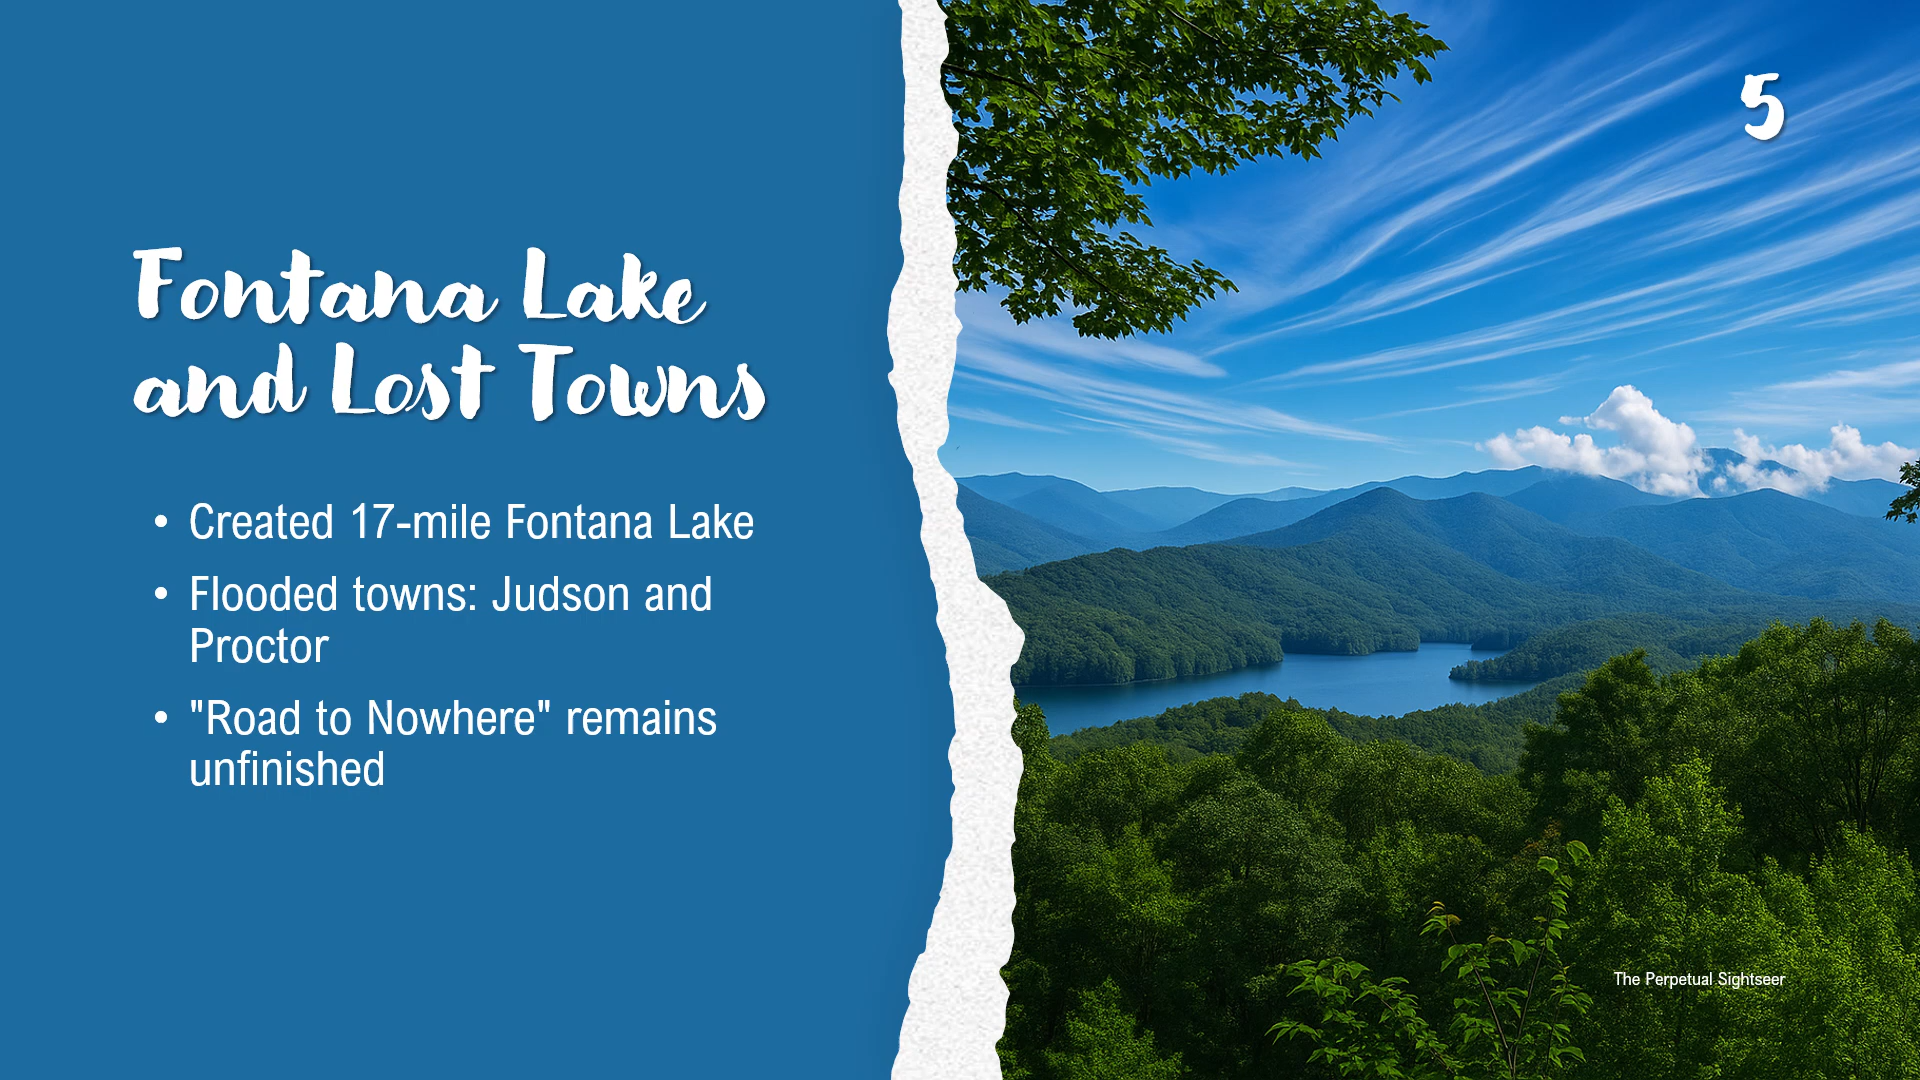 5
Fontana Lake
and Lost Towns
• Created 17-mile Fontana Lake
• Flooded towns: Judson and
Proctor
• "Road to Nowhere" remains
unfinished
The Perpetual Sightseer